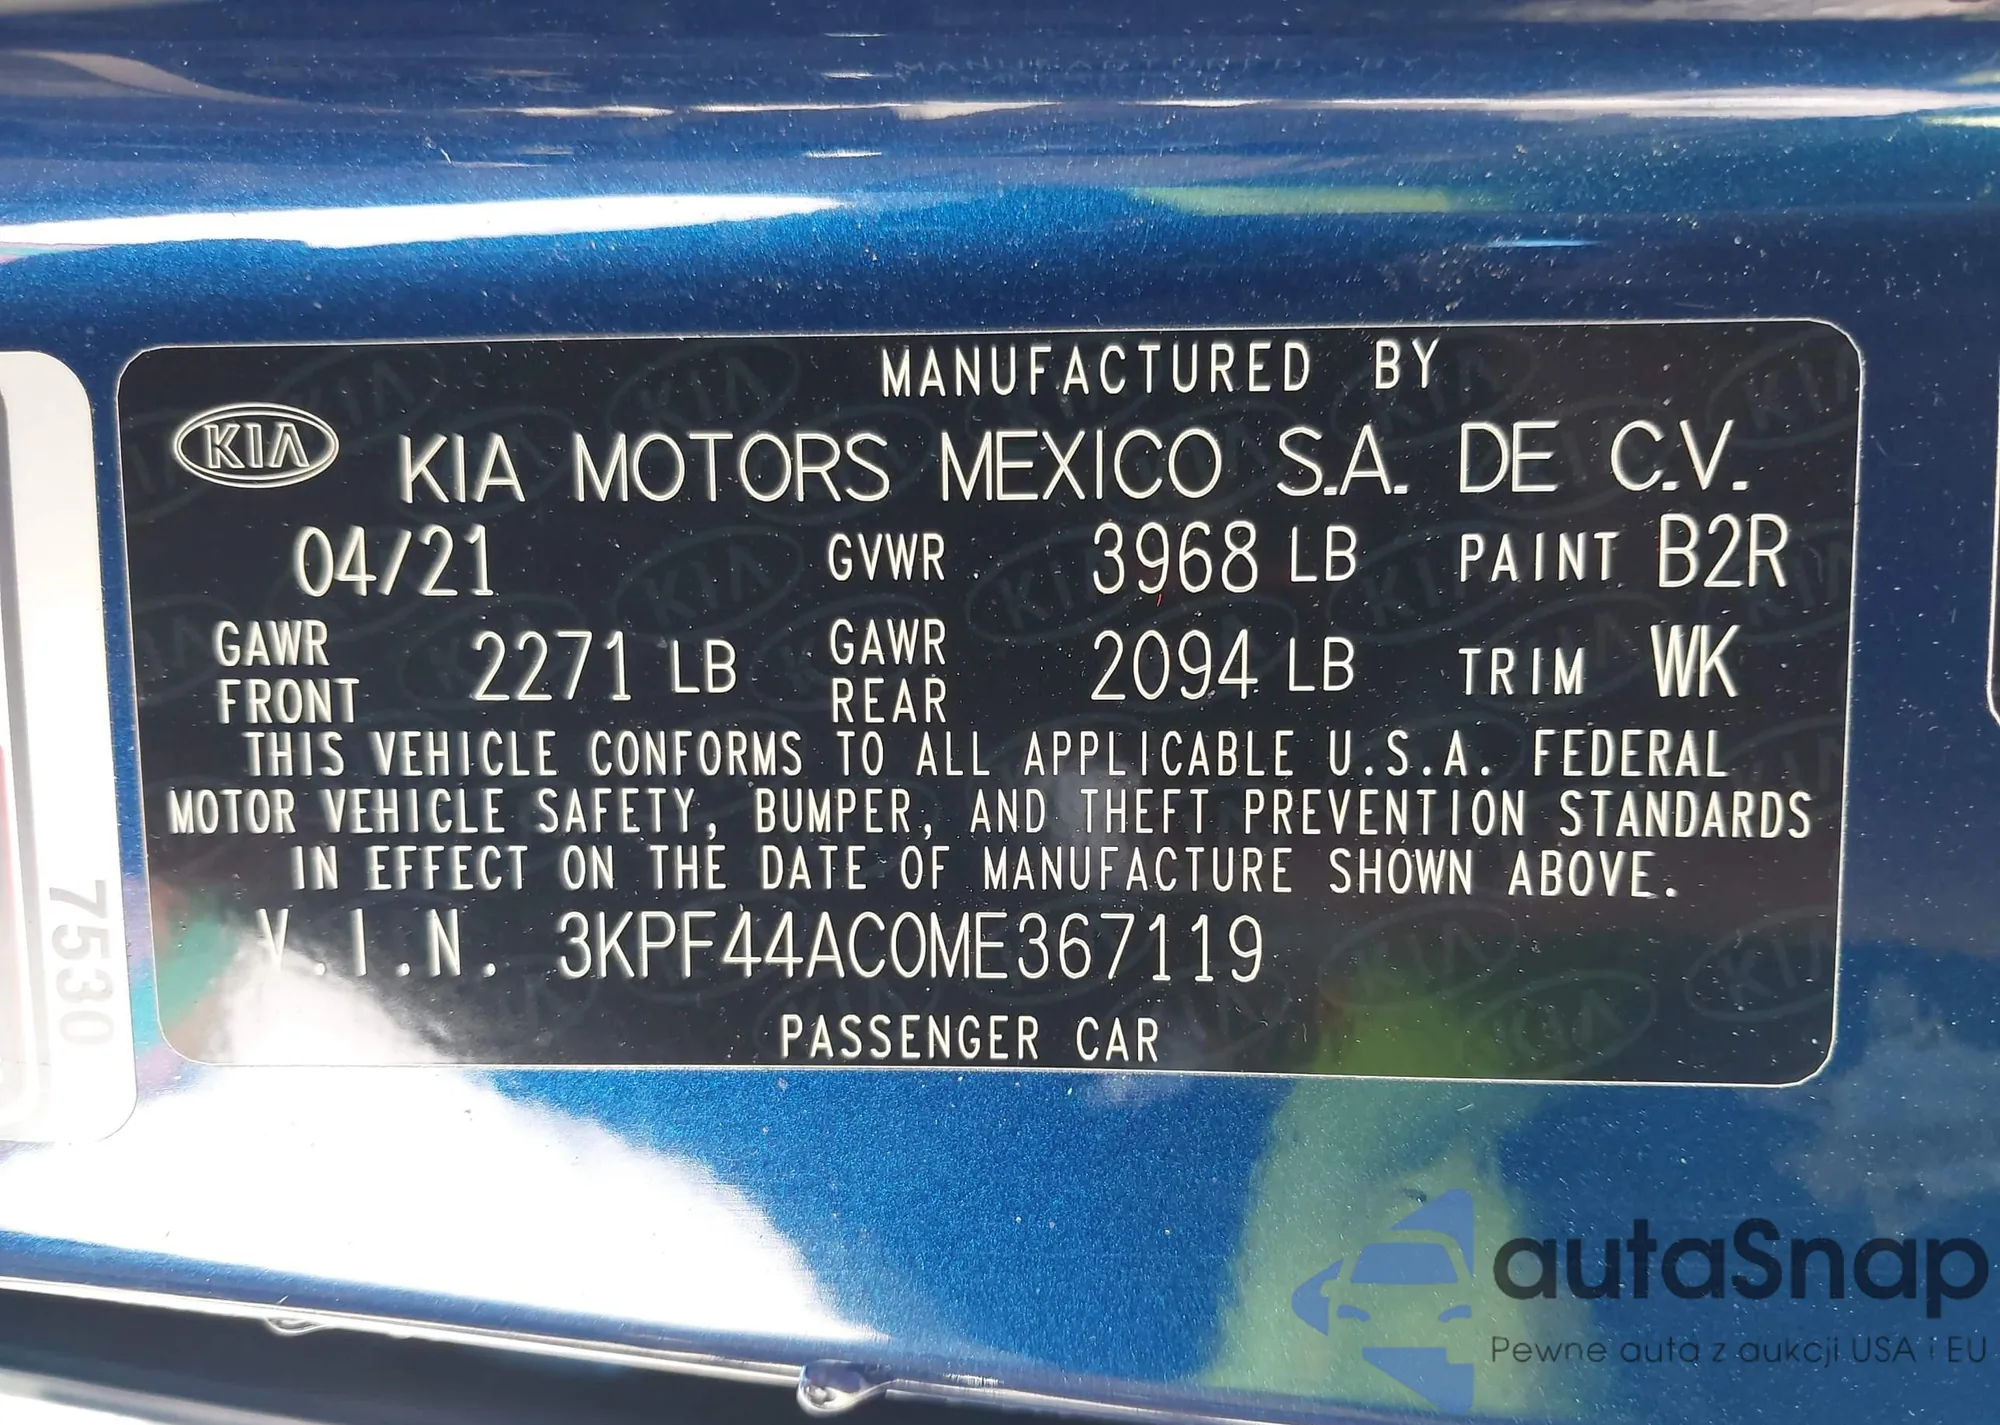 MANUFACTURED BY
KIA KIA MOTORS MEXICO S.A. DE C.V.
04/21 GVWR 3968 LB PAINT B2R
GAWR FRONT 2271 LB GAWR REAR 2094 LB TRIM WK
THIS VEHICLE CONFORMS TO ALL APPLICABLE U.S.A. FEDERAL
MOTOR VEHICLE SAFETY, BUMPER, AND THEFT PREVENTION STANDARDS
IN EFFECT ON THE DATE OF MANUFACTURE SHOWN ABOVE.
V.I.N. 3KPF44AC0ME367119
PASSENGER CAR
7530
autaSnap
Pewne auta z aukcji USA i EU